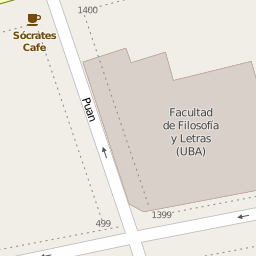 1400
Sócrates
Cafe
Puan
Facultad
de Filosofía
y Letras
(UBA)
499
1399